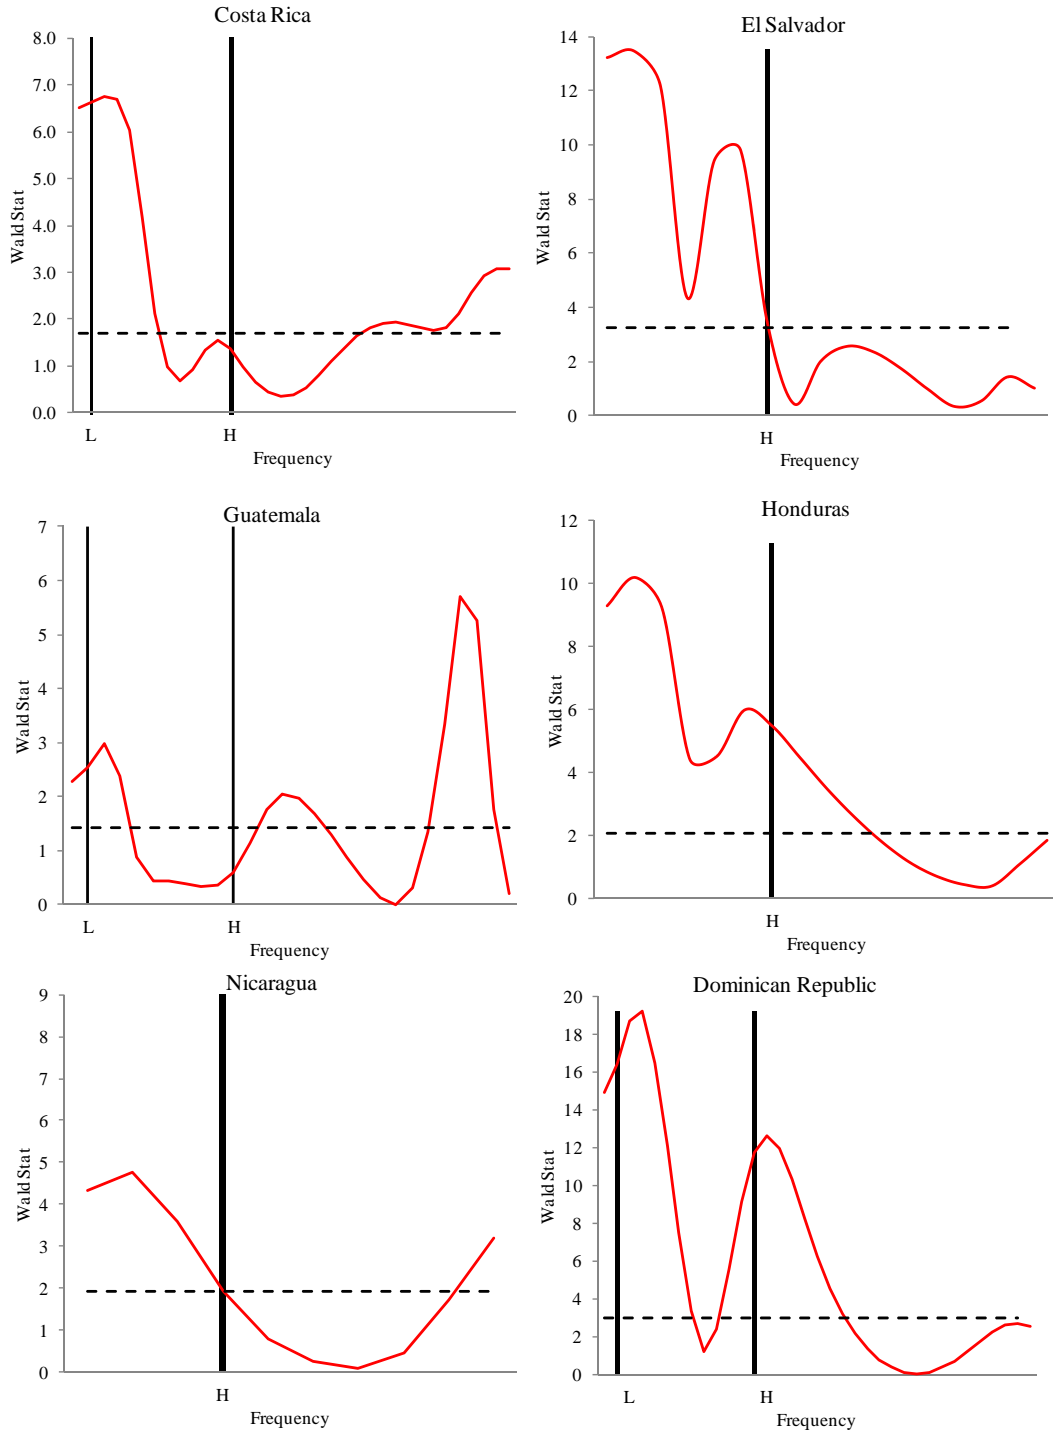 Costa Rica
8.0
7.0
6.0
5.0
4.0
3.0
2.0
1.0
0.0
Wald Stat
L H
Frequency
El Salvador
14
12
10
8
6
4
2
0
Wald Stat
H
Frequency
Guatemala
7
6
5
4
3
2
1
0
Wald Stat
L H
Frequency
Honduras
12
10
8
6
4
2
0
Wald Stat
H
Frequency
Nicaragua
9
8
7
6
5
4
3
2
1
0
Wald Stat
H
Frequency
Dominican Republic
20
18
16
14
12
10
8
6
4
2
0
Wald Stat
L H
Frequency